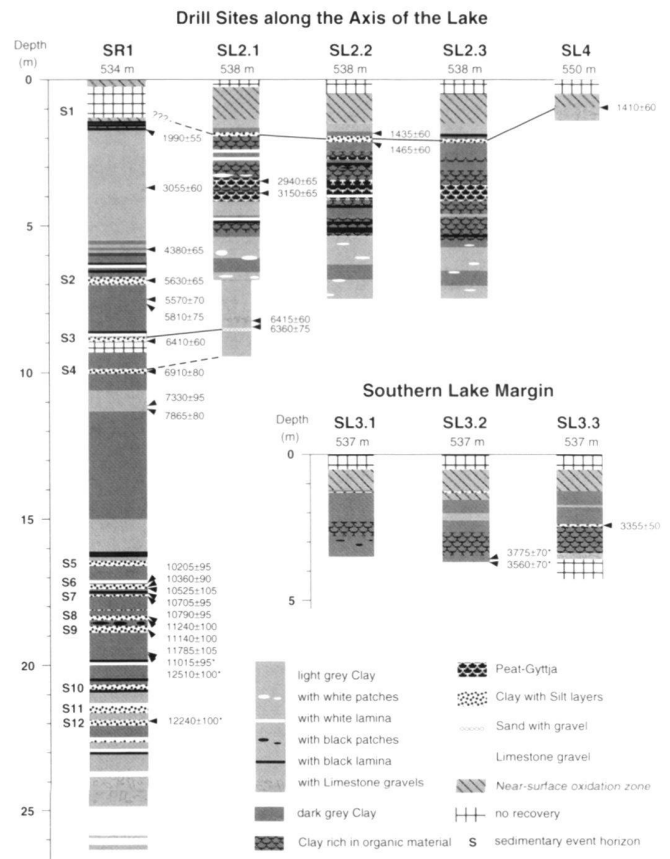 Drill Sites along the Axis of the Lake
Depth
(m)
SR1
534 m
SL2.1
538 m
SL2.2
538 m
SL2.3
538 m
SL4
550 m
0
5
10
15
20
25
S1
S2
S3
S4
S5
S6
S7
S8
S9
S10
S11
S12
???
1990±55
3055±60
4380±65
5630±65
5570±70
5810±75
6410±60
6910±80
7330±95
7865±80
10205±95
10360±90
10525±105
10705±95
10790±95
11240±100
11140±100
11785±105
11015±95*
12510±100*
12240±100*
2940±65
3150±65
6415±60
6360±75
1435±60
1465±60
1410±60
Southern Lake Margin
Depth
(m)
SL3.1
537 m
SL3.2
537 m
SL3.3
537 m
0
5
3775±70*
3560±70*
3355±50
light grey Clay
with white patches
with white lamina
with black patches
with black lamina
with Limestone gravels
dark grey Clay
Clay rich in organic material
Peat-Gyttja
Clay with Silt layers
Sand with gravel
Limestone gravel
Near-surface oxidation zone
no recovery
S sedimentary event horizon